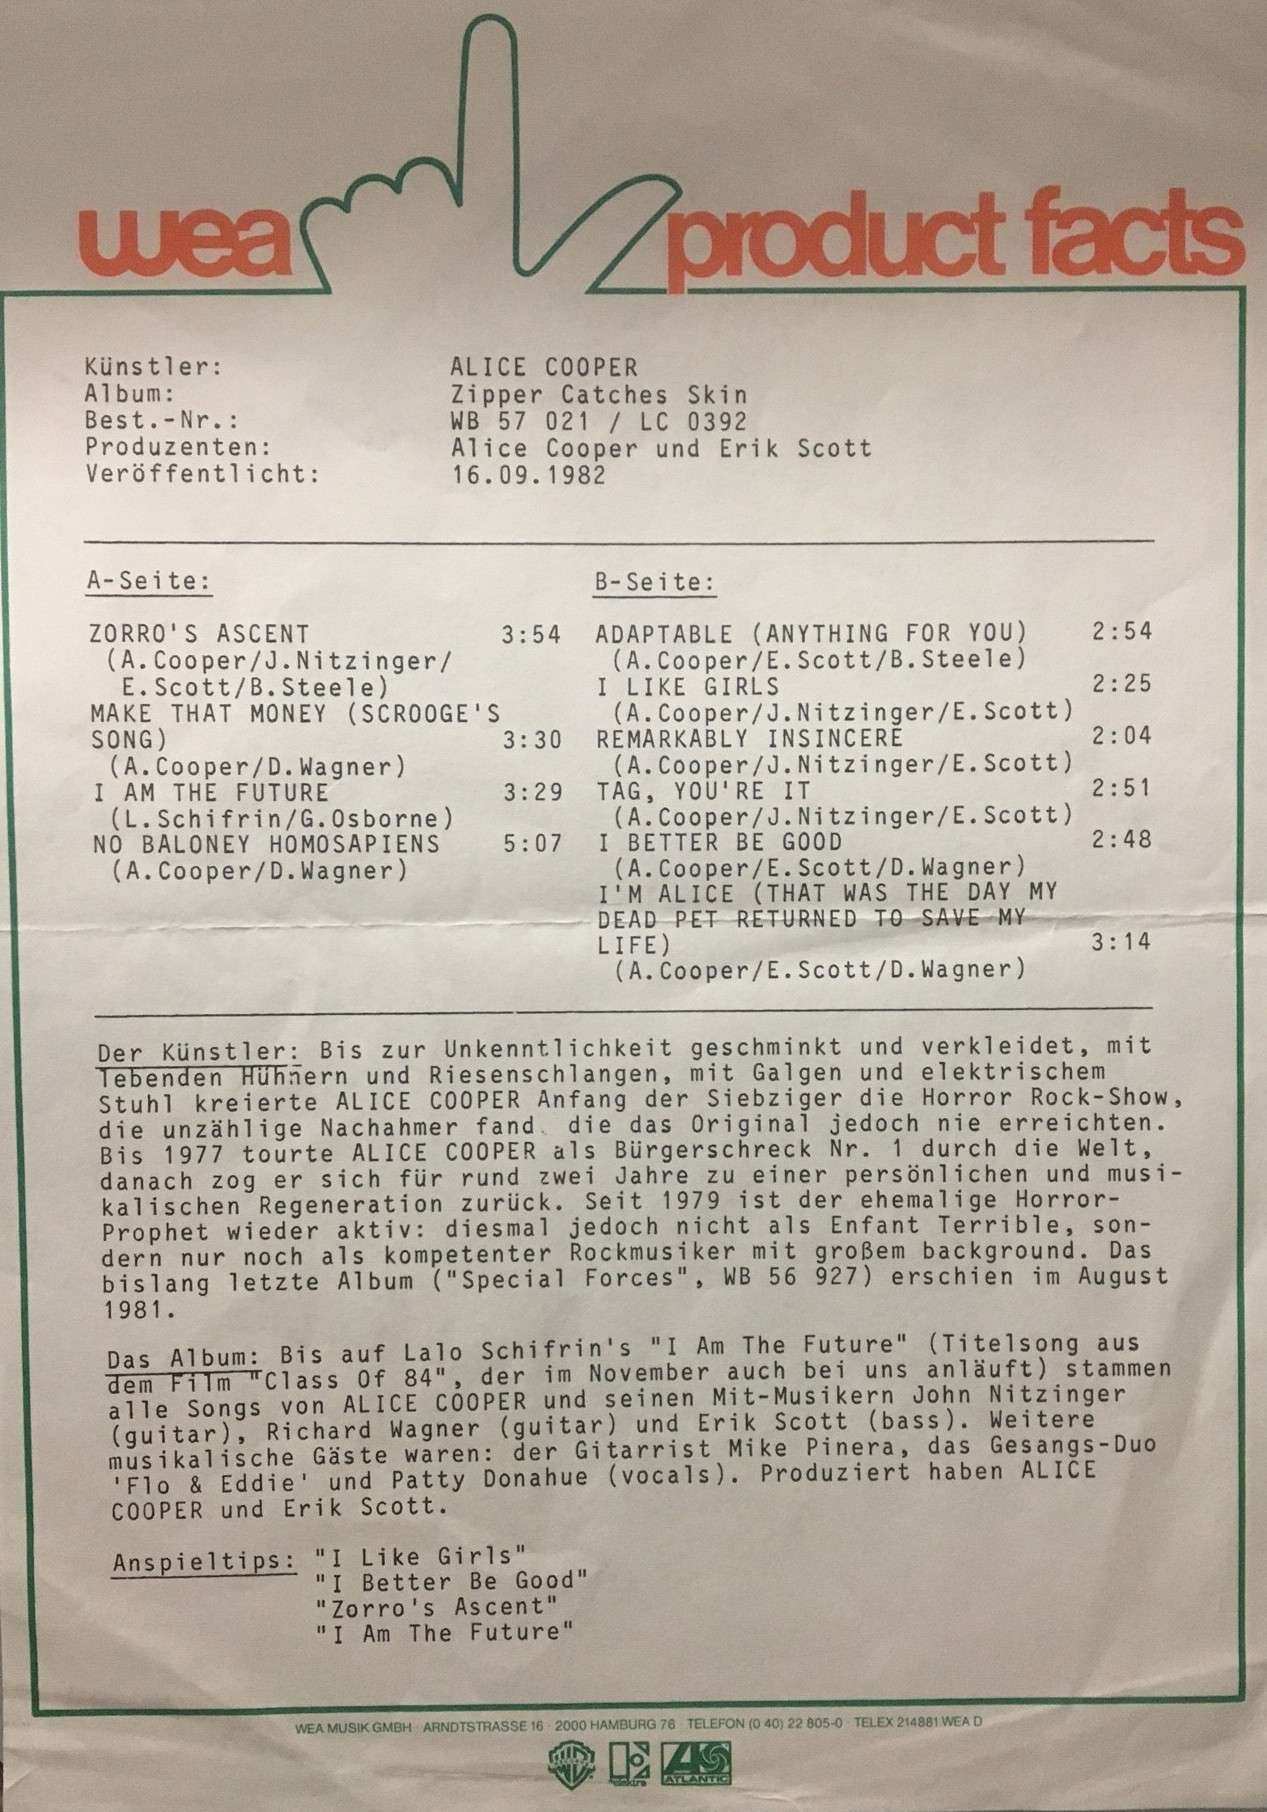 wea product facts
Künstler: ALICE COOPER
Album: Zipper Catches Skin
Best.-Nr.: WB 57 021 / LC 0392
Produzenten: Alice Cooper und Erik Scott
Veröffentlicht: 16.09.1982
A-Seite:
ZORRO'S ASCENT 3:54
(A.Cooper/J.Nitzinger/
E.Scott/B.Steele)
MAKE THAT MONEY (SCROOGE'S
SONG) 3:30
(A.Cooper/D.Wagner)
I AM THE FUTURE 3:29
(L.Schifrin/G.Osborne)
NO BALONEY HOMOSAPIENS 5:07
(A.Cooper/D.Wagner)
B-Seite:
ADAPTABLE (ANYTHING FOR YOU) 2:54
(A.Cooper/E.Scott/B.Steele)
I LIKE GIRLS 2:25
(A.Cooper/J.Nitzinger/E.Scott)
REMARKABLY INSINCERE 2:04
(A.Cooper/J.Nitzinger/E.Scott)
TAG, YOU'RE IT 2:51
(A.Cooper/J.Nitzinger/E.Scott)
I BETTER BE GOOD 2:48
(A.Cooper/E.Scott/D.Wagner)
I'M ALICE (THAT WAS THE DAY MY
DEAD PET RETURNED TO SAVE MY
LIFE) 3:14
(A.Cooper/E.Scott/D.Wagner)
Der Künstler: Bis zur Unkenntlichkeit geschminkt und verkleidet, mit
lebenden Hühnern und Riesenschlangen, mit Galgen und elektrischem
Stuhl kreierte ALICE COOPER Anfang der Siebziger die Horror Rock-Show,
die unzählige Nachahmer fand die das Original jedoch nie erreichten.
Bis 1977 tourte ALICE COOPER als Bürgerschreck Nr. 1 durch die Welt,
danach zog er sich für rund zwei Jahre zu einer persönlichen und musi-
kalischen Regeneration zurück. Seit 1979 ist der ehemalige Horror-
Prophet wieder aktiv: diesmal jedoch nicht als Enfant Terrible, son-
dern nur noch als kompetenter Rockmusiker mit großem background. Das
bislang letzte Album ("Special Forces", WB 56 927) erschien im August
1981.
Das Album: Bis auf Lalo Schifrin's "I Am The Future" (Titelsong aus
dem Film "Class Of 84", der im November auch bei uns anläuft) stammen
alle Songs von ALICE COOPER und seinen Mit-Musikern John Nitzinger
(guitar), Richard Wagner (guitar) und Erik Scott (bass). Weitere
musikalische Gäste waren: der Gitarrist Mike Pinera, das Gesangs-Duo
'Flo & Eddie' und Patty Donahue (vocals). Produziert haben ALICE
COOPER und Erik Scott.
Anspieltips: "I Like Girls"
"I Better Be Good"
"Zorro's Ascent"
"I Am The Future"
WEA MUSIK GMBH · ARNDTSTRASSE 16 · 2000 HAMBURG 76 · TELEFON (0 40) 22 805-0 · TELEX 214881 WEA D
elektra ATLANTIC